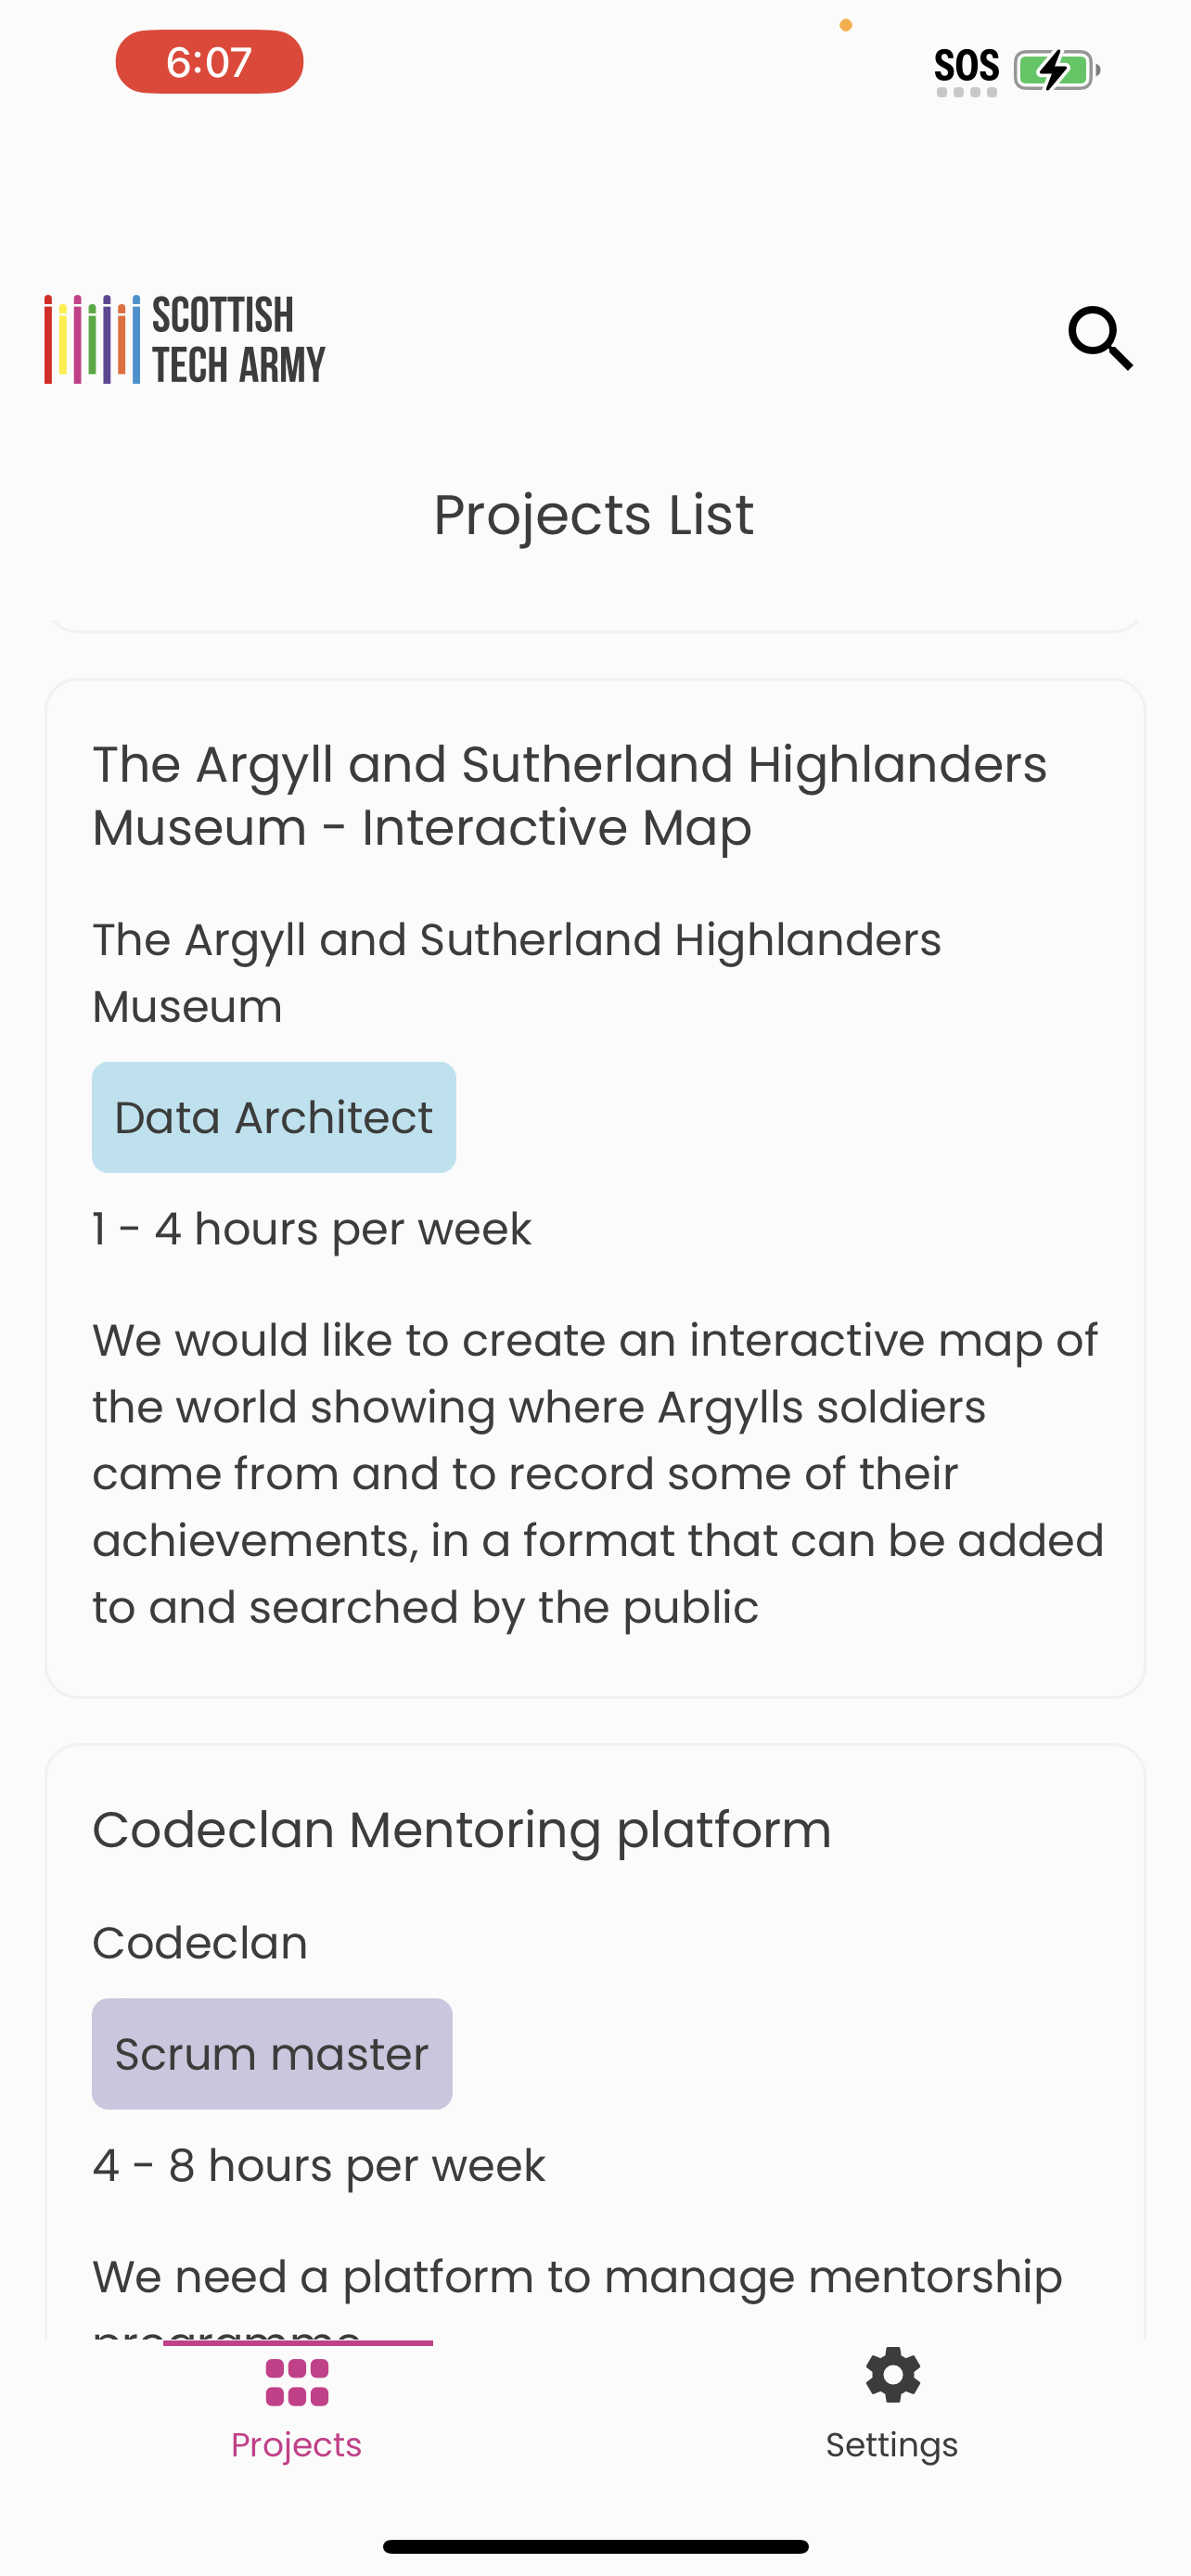 6:07
SOS
SCOTTISH
TECH ARMY
Projects List
The Argyll and Sutherland Highlanders
Museum - Interactive Map
The Argyll and Sutherland Highlanders
Museum
Data Architect
1 - 4 hours per week
We would like to create an interactive map of
the world showing where Argylls soldiers
came from and to record some of their
achievements, in a format that can be added
to and searched by the public
Codeclan Mentoring platform
Codeclan
Scrum master
4 - 8 hours per week
We need a platform to manage mentorship
Projects
Settings